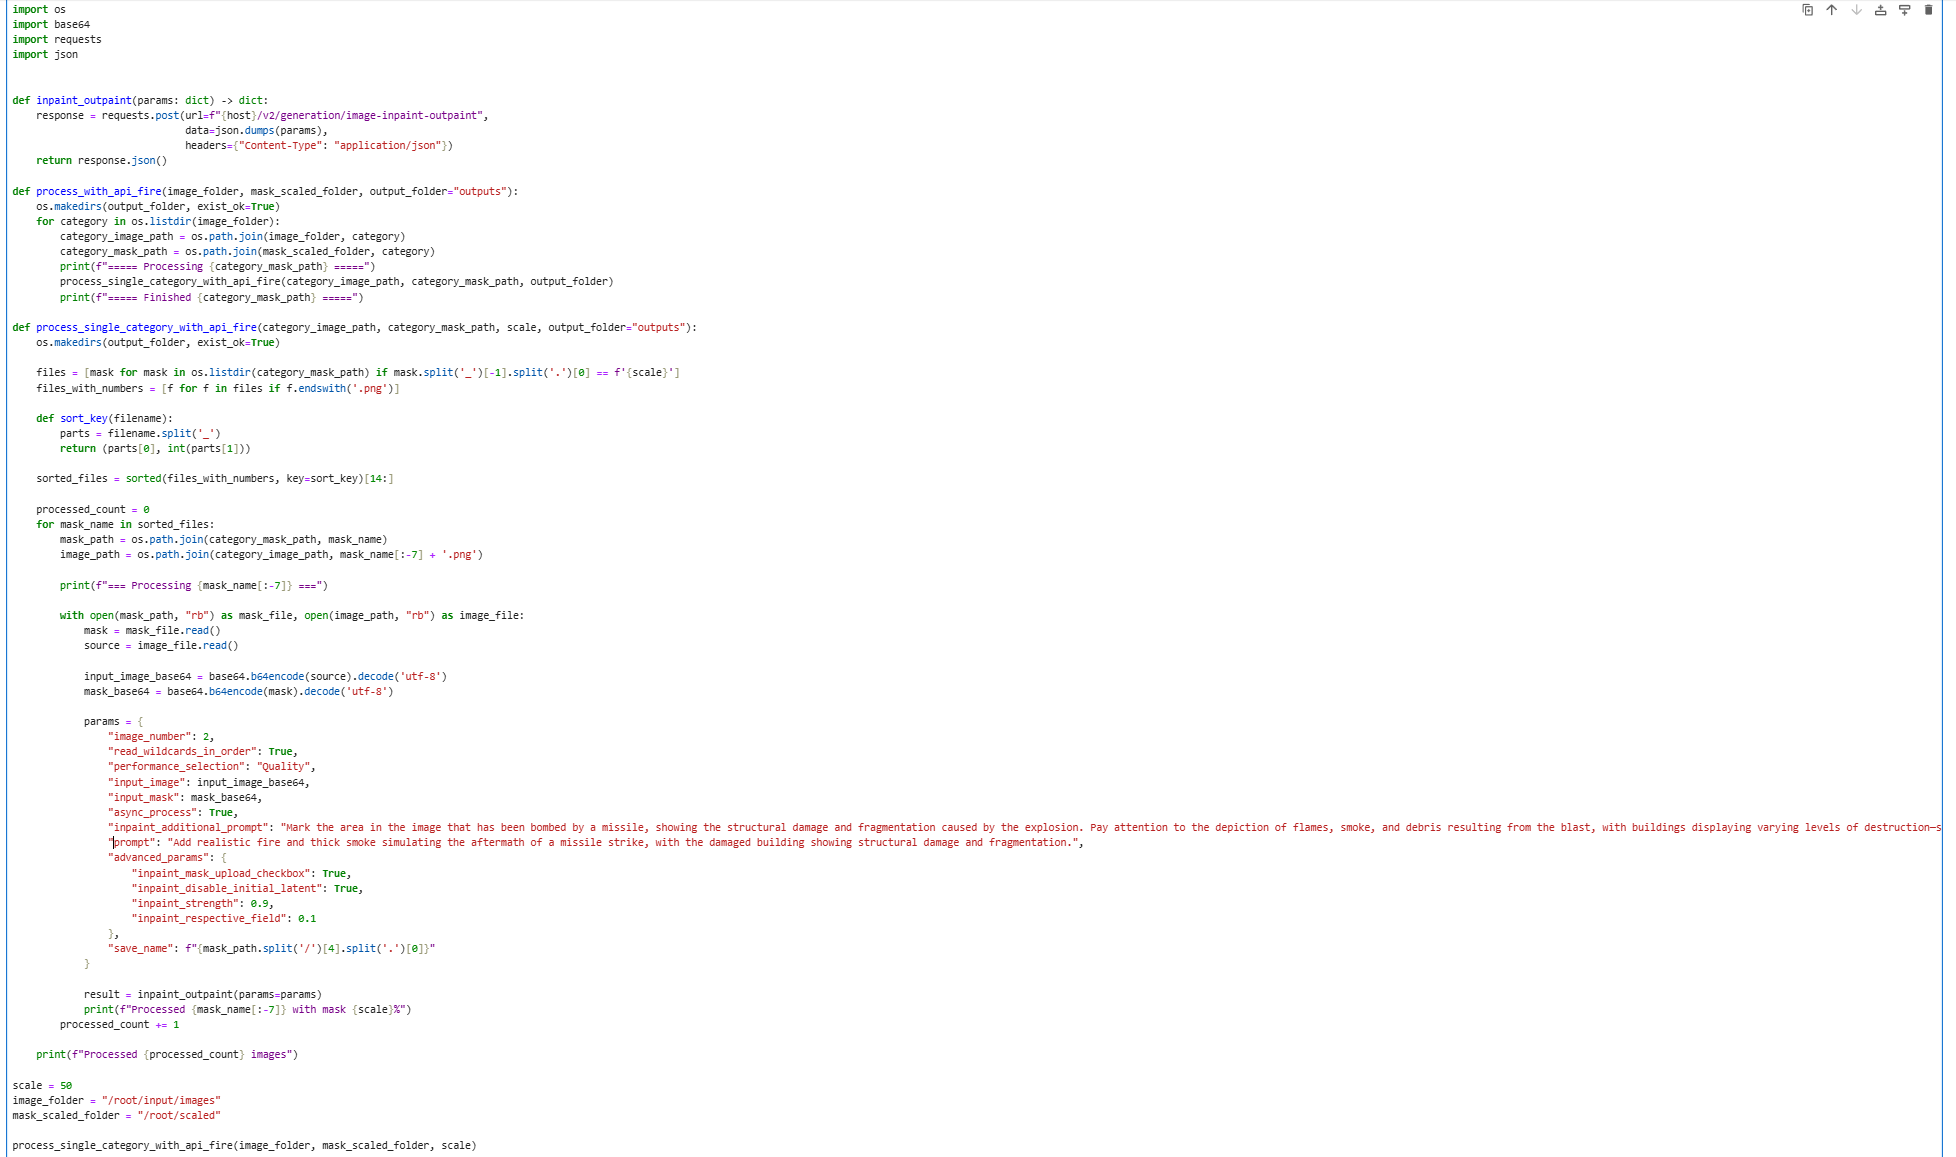 import os
import base64
import requests
import json
def inpaint_outpaint(params: dict) -> dict:
    response = requests.post(url=f"{host}/v2/generation/image-inpaint-outpaint",
                             data=json.dumps(params),
                             headers={"Content-Type": "application/json"})
    return response.json()
def process_with_api_fire(image_folder, mask_scaled_folder, output_folder="outputs"):
    os.makedirs(output_folder, exist_ok=True)
    for category in os.listdir(image_folder):
        category_image_path = os.path.join(image_folder, category)
        category_mask_path = os.path.join(mask_scaled_folder, category)
        print(f"===== Processing {category_mask_path} =====")
        process_single_category_with_api_fire(category_image_path, category_mask_path, output_folder)
        print(f"===== Finished {category_mask_path} =====")
def process_single_category_with_api_fire(category_image_path, category_mask_path, scale, output_folder="outputs"):
    os.makedirs(output_folder, exist_ok=True)
    files = [mask for mask in os.listdir(category_mask_path) if mask.split('_')[-1].split('.')[0] == f'{scale}']
    files_with_numbers = [f for f in files if f.endswith('.png')]
    def sort_key(filename):
        parts = filename.split('_')
        return (parts[0], int(parts[1]))
    sorted_files = sorted(files_with_numbers, key=sort_key)[14:]
    processed_count = 0
    for mask_name in sorted_files:
        mask_path = os.path.join(category_mask_path, mask_name)
        image_path = os.path.join(category_image_path, mask_name[:-7] + '.png')
        print(f"=== Processing {mask_name[:-7]} ===")
        with open(mask_path, "rb") as mask_file, open(image_path, "rb") as image_file:
            mask = mask_file.read()
            source = image_file.read()
            input_image_base64 = base64.b64encode(source).decode('utf-8')
            mask_base64 = base64.b64encode(mask).decode('utf-8')
            params = {
                "image_number": 2,
                "read_wildcards_in_order": True,
                "performance_selection": "Quality",
                "input_image": input_image_base64,
                "input_mask": mask_base64,
                "async_process": True,
                "inpaint_additional_prompt": "Mark the area in the image that has been bombed by a missile, showing the structural damage and fragmentation caused by the explosion. Pay attention to the depiction of flames, smoke, and debris resulting from the blast, with buildings displaying varying levels of destruction—s
                "prompt": "Add realistic fire and thick smoke simulating the aftermath of a missile strike, with the damaged building showing structural damage and fragmentation.",
                "advanced_params": {
                    "inpaint_mask_upload_checkbox": True,
                    "inpaint_disable_initial_latent": True,
                    "inpaint_strength": 0.9,
                    "inpaint_respective_field": 0.1
                },
                "save_name": f"{mask_path.split('/')[4].split('.')[0]}"
            }
            result = inpaint_outpaint(params=params)
            print(f"Processed {mask_name[:-7]} with mask {scale}%")
        processed_count += 1
    print(f"Processed {processed_count} images")
scale = 50
image_folder = "/root/input/images"
mask_scaled_folder = "/root/scaled"
process_single_category_with_api_fire(image_folder, mask_scaled_folder, scale)